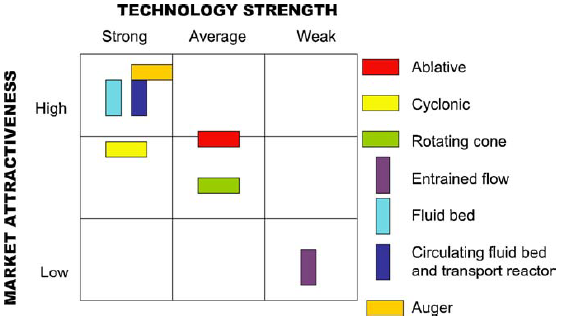 TECHNOLOGY STRENGTH
Strong Average Weak
MARKET ATTRACTIVENESS
High
Low
Ablative
Cyclonic
Rotating cone
Entrained flow
Fluid bed
Circulating fluid bed
and transport reactor
Auger